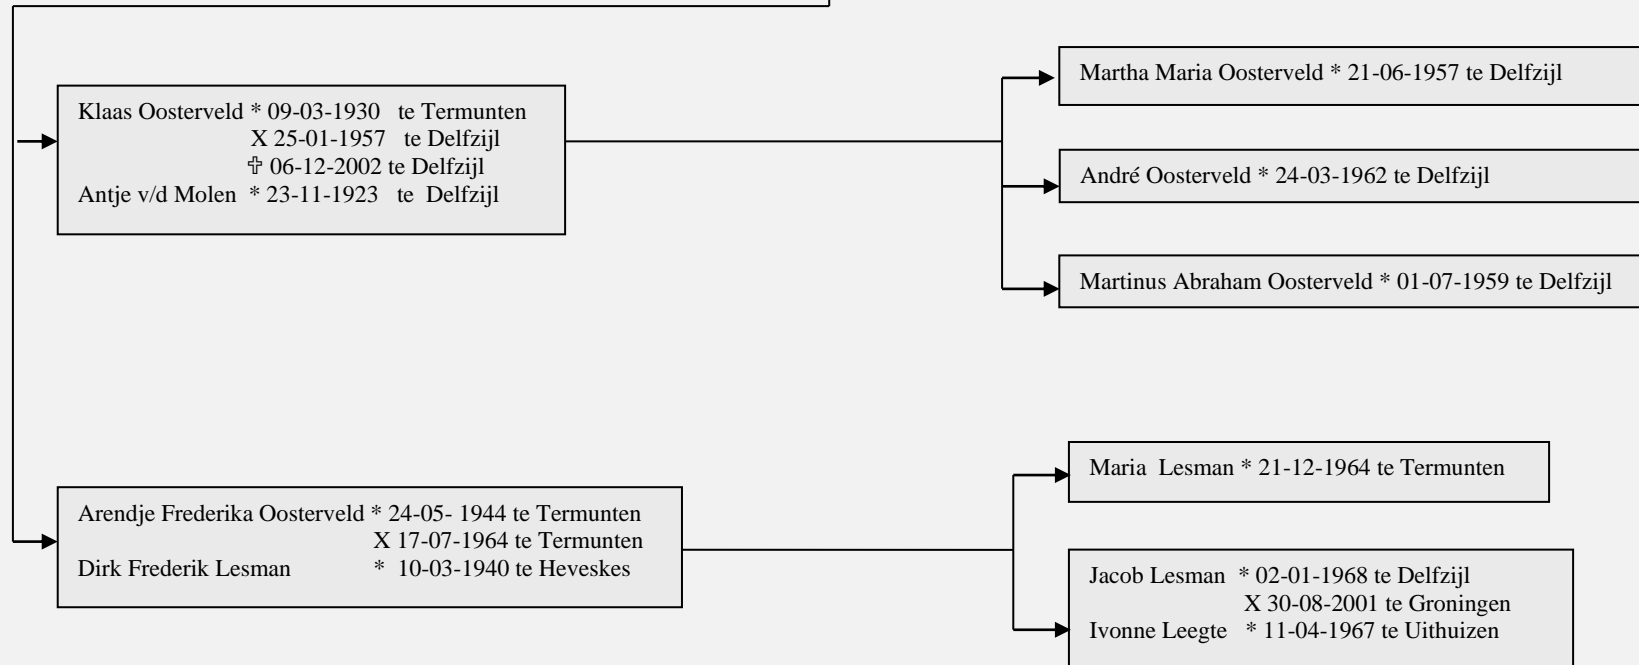 Klaas Oosterveld * 09-03-1930 te Termunten
X 25-01-1957 te Delfzijl
✞ 06-12-2002 te Delfzijl
Antje v/d Molen * 23-11-1923 te Delfzijl
Martha Maria Oosterveld * 21-06-1957 te Delfzijl
André Oosterveld * 24-03-1962 te Delfzijl
Martinus Abraham Oosterveld * 01-07-1959 te Delfzijl
Arendje Frederika Oosterveld * 24-05- 1944 te Termunten
X 17-07-1964 te Termunten
Dirk Frederik Lesman * 10-03-1940 te Heveskes
Maria Lesman * 21-12-1964 te Termunten
Jacob Lesman * 02-01-1968 te Delfzijl
X 30-08-2001 te Groningen
Ivonne Leegte * 11-04-1967 te Uithuizen